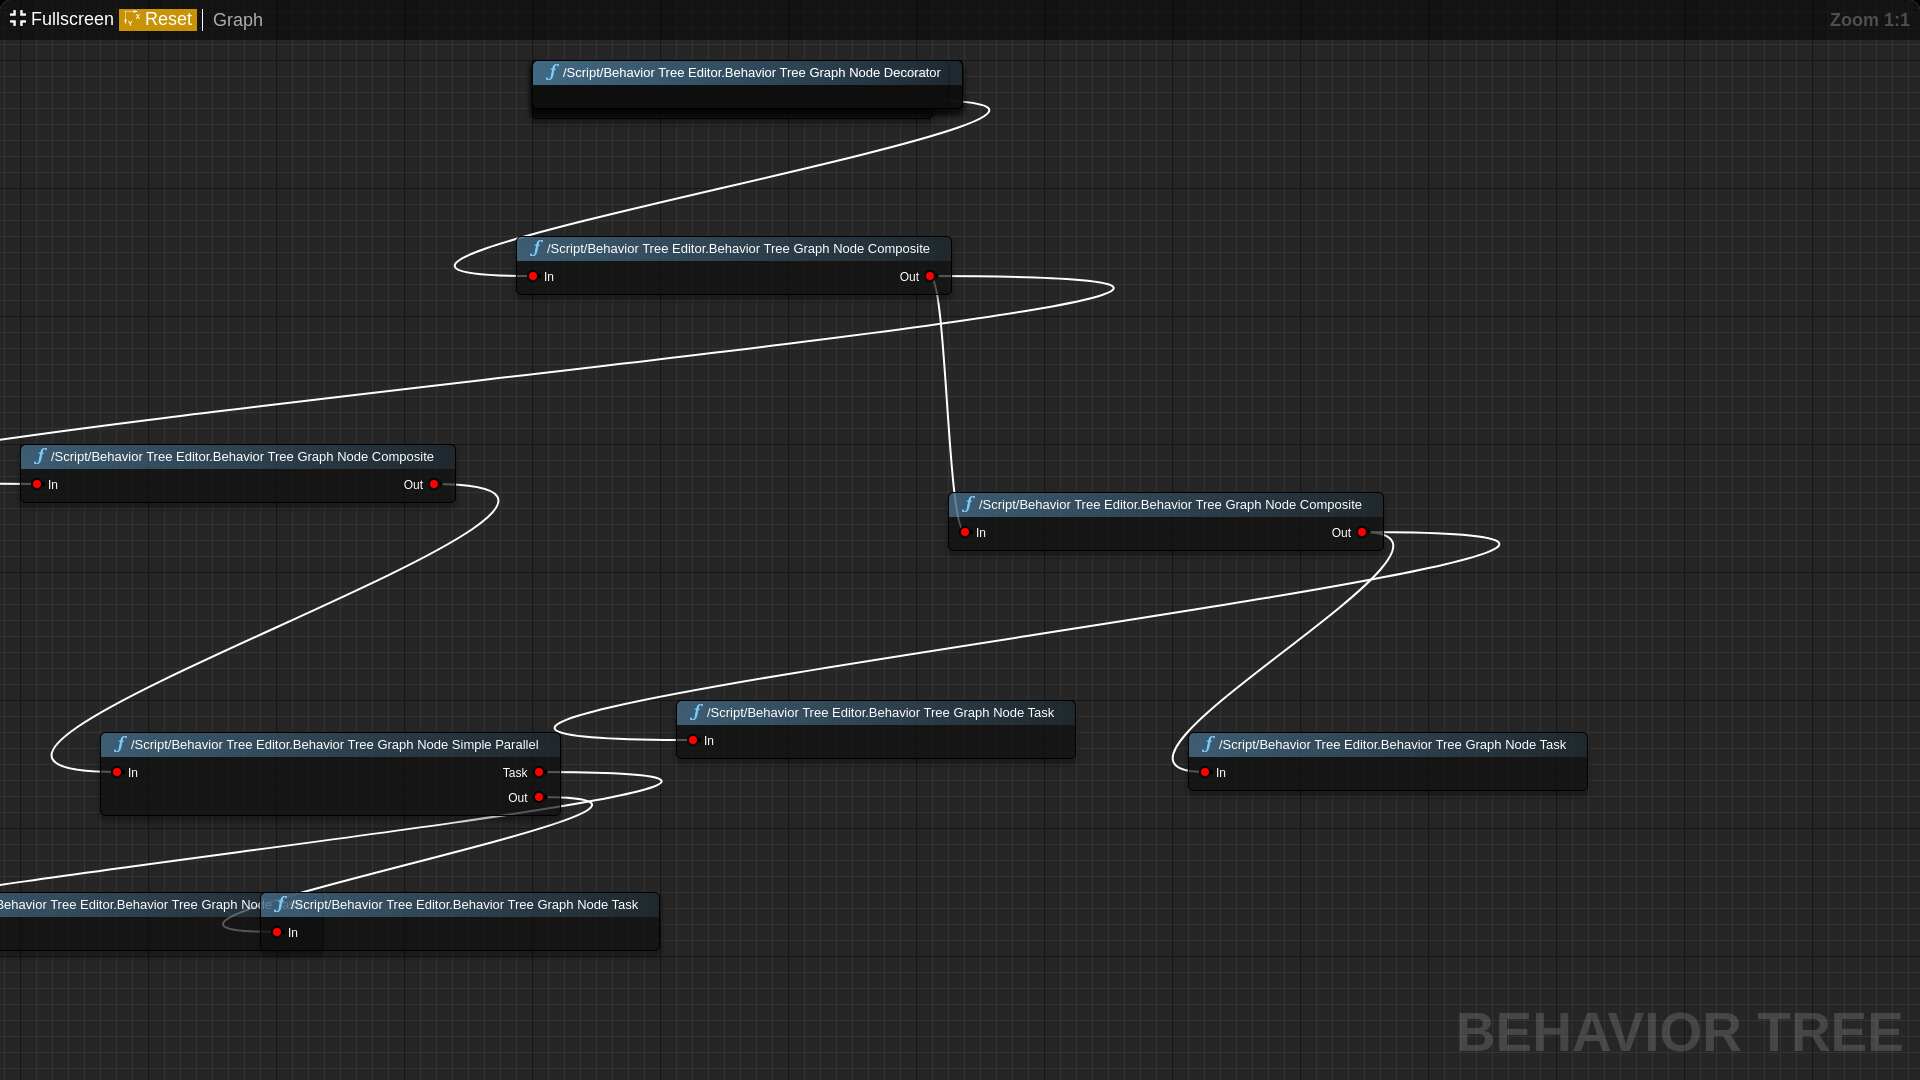 Fullscreen Reset Graph Zoom 1:1
/Script/Behavior Tree Editor.Behavior Tree Graph Node Decorator
/Script/Behavior Tree Editor.Behavior Tree Graph Node Composite
In Out
/Script/Behavior Tree Editor.Behavior Tree Graph Node Composite
In Out
/Script/Behavior Tree Editor.Behavior Tree Graph Node Composite
In Out
/Script/Behavior Tree Editor.Behavior Tree Graph Node Task
In
/Script/Behavior Tree Editor.Behavior Tree Graph Node Simple Parallel
In Task
Out
/Script/Behavior Tree Editor.Behavior Tree Graph Node Task
In
Behavior Tree Editor.Behavior Tree Graph Node
/Script/Behavior Tree Editor.Behavior Tree Graph Node Task
In
BEHAVIOR TREE